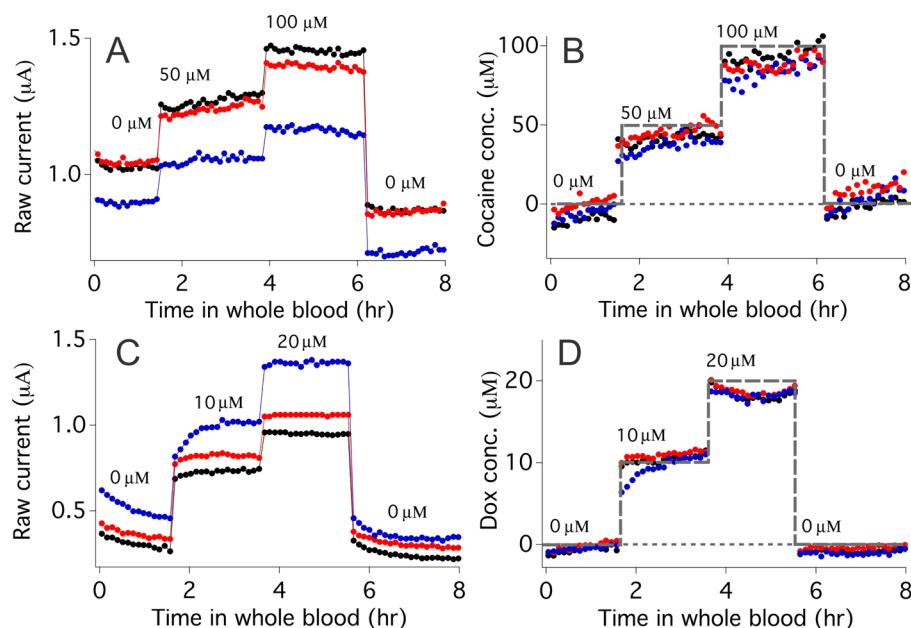 A
Raw current (µA)
1.5
1.0
0 µM
50 µM
100 µM
0 µM
0
2
4
6
8
Time in whole blood (hr)
B
Cocaine conc. (µM)
100
50
0
0 µM
50 µM
100 µM
0 µM
0
2
4
6
8
Time in whole blood (hr)
C
Raw current (µA)
1.5
1.0
0.5
0 µM
10 µM
20 µM
0 µM
0
2
4
6
8
Time in whole blood (hr)
D
Dox conc. (µM)
20
10
0
0 µM
10 µM
20 µM
0 µM
0
2
4
6
8
Time in whole blood (hr)